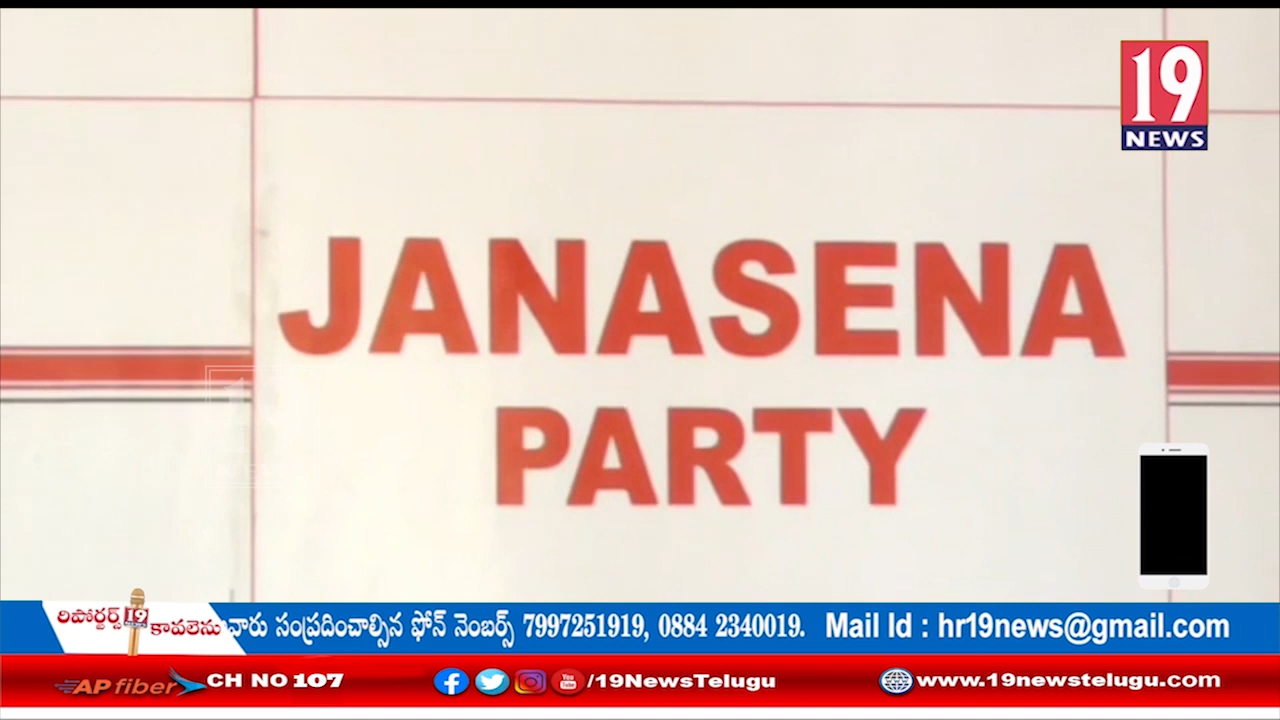 19
NEWS
JANASENA
PARTY
రిపోర్టర్స్ 19
కావలెను
వారు సంప్రదించాల్సిన ఫోన్ నెంబర్స్ 7997251919, 0884 2340019. Mail Id : hr19news@gmail.com
AP fiber CH NO 107 /19NewsTelugu www.19newstelugu.com